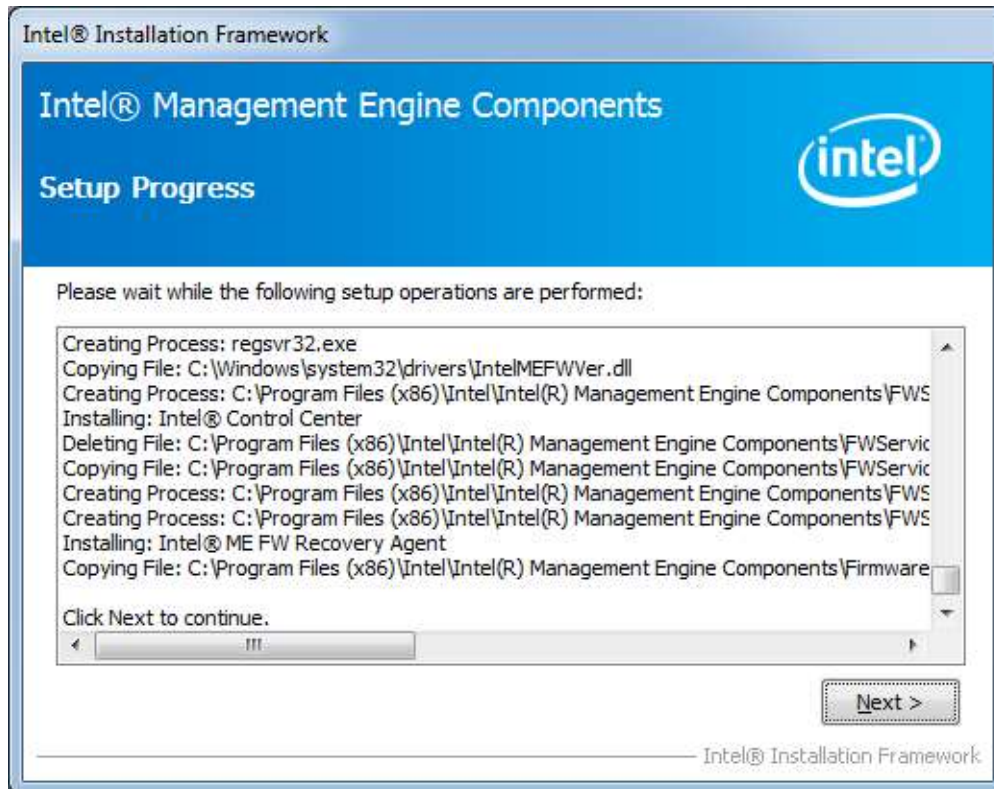 Intel® Installation Framework
Intel® Management Engine Components
intel
Setup Progress
Please wait while the following setup operations are performed:
Creating Process: regsvr32.exe
Copying File: C:\Windows\system32\drivers\IntelMEFWVer.dll
Creating Process: C:\Program Files (x86)\Intel\Intel(R) Management Engine Components\FWS
Installing: Intel® Control Center
Deleting File: C:\Program Files (x86)\Intel\Intel(R) Management Engine Components\FWServic
Copying File: C:\Program Files (x86)\Intel\Intel(R) Management Engine Components\FWServic
Creating Process: C:\Program Files (x86)\Intel\Intel(R) Management Engine Components\FWS
Creating Process: C:\Program Files (x86)\Intel\Intel(R) Management Engine Components\FWS
Installing: Intel® ME FW Recovery Agent
Copying File: C:\Program Files (x86)\Intel\Intel(R) Management Engine Components\Firmware
Click Next to continue.
Next >
Intel® Installation Framework